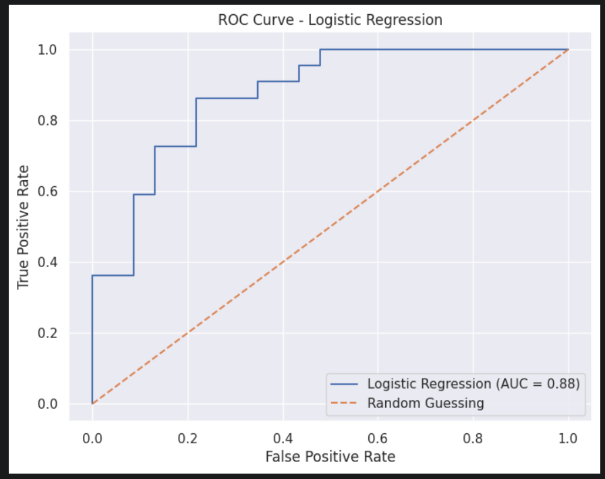 ROC Curve - Logistic Regression
1.0
0.8
0.6
0.4
0.2
0.0
True Positive Rate
Logistic Regression (AUC = 0.88)
Random Guessing
0.0 0.2 0.4 0.6 0.8 1.0
False Positive Rate